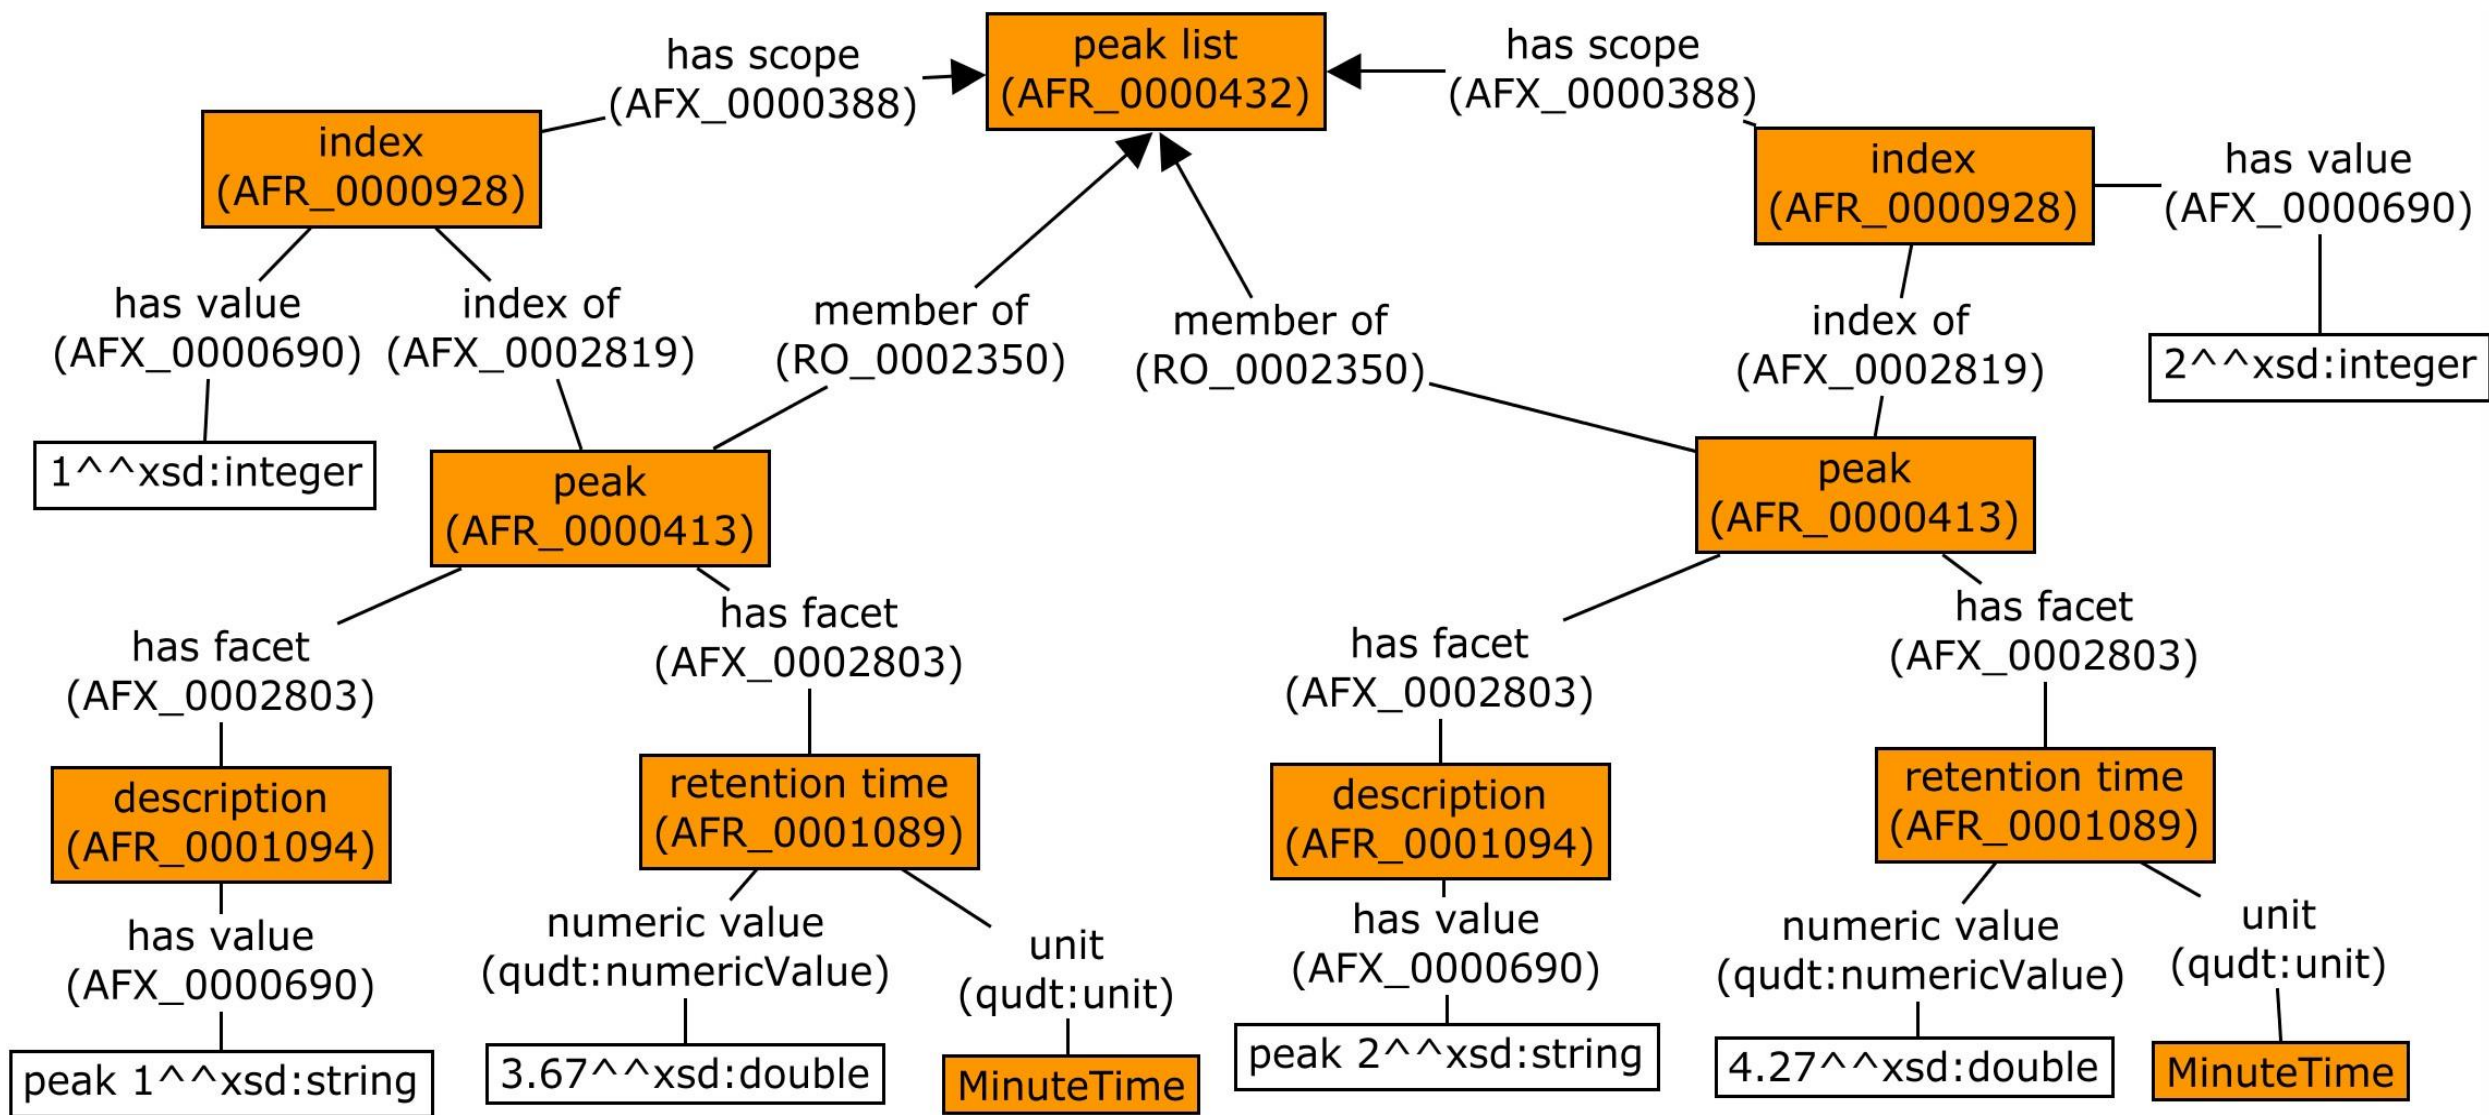 peak list
(AFR_0000432)
has scope
(AFX_0000388)
has scope
(AFX_0000388)
index
(AFR_0000928)
index
(AFR_0000928)
has value
(AFX_0000690)
has value
(AFX_0000690)
index of
(AFX_0002819)
member of
(RO_0002350)
member of
(RO_0002350)
index of
(AFX_0002819)
2^^xsd:integer
1^^xsd:integer
peak
(AFR_0000413)
peak
(AFR_0000413)
has facet
(AFX_0002803)
has facet
(AFX_0002803)
has facet
(AFX_0002803)
has facet
(AFX_0002803)
description
(AFR_0001094)
retention time
(AFR_0001089)
description
(AFR_0001094)
retention time
(AFR_0001089)
has value
(AFX_0000690)
numeric value
(qudt:numericValue)
unit
(qudt:unit)
has value
(AFX_0000690)
numeric value
(qudt:numericValue)
unit
(qudt:unit)
peak 1^^xsd:string
3.67^^xsd:double
MinuteTime
peak 2^^xsd:string
4.27^^xsd:double
MinuteTime